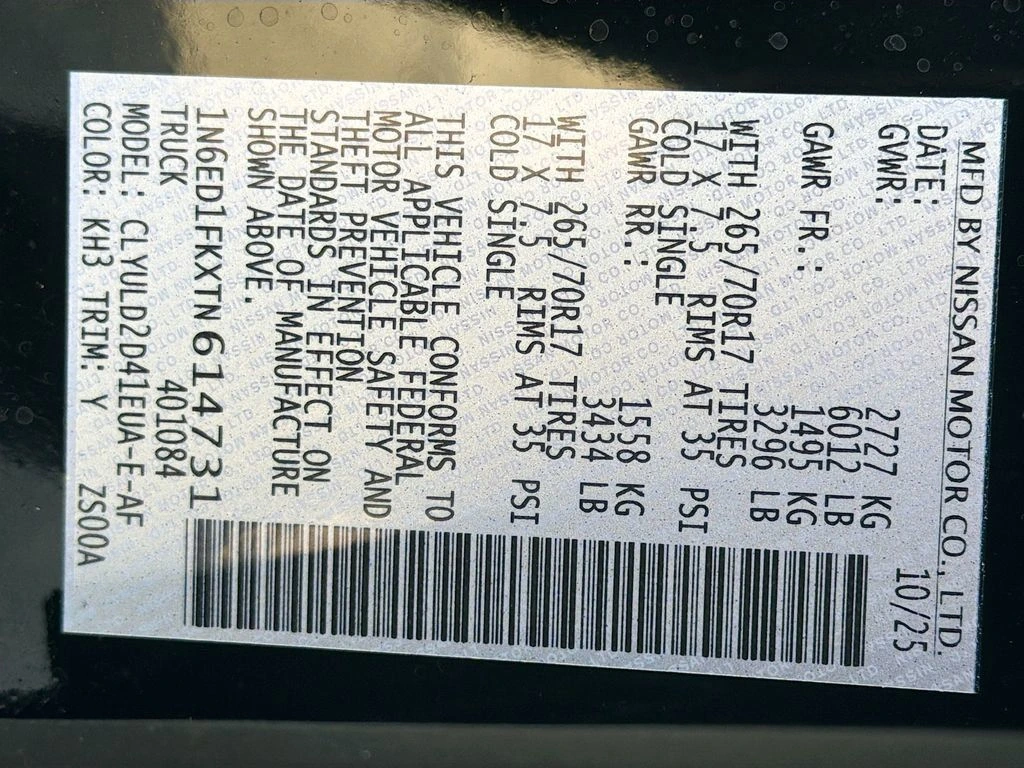 MFD BY NISSAN MOTOR CO., LTD.
DATE: 10/25
GVWR: 2727 KG
6012 LB
GAWR FR.: 1495 KG
3296 LB
WITH 265/70R17 TIRES
17 X 7.5 RIMS AT 35 PSI
COLD SINGLE
GAWR RR.: 1558 KG
3434 LB
WITH 265/70R17 TIRES
17 X 7.5 RIMS AT 35 PSI
COLD SINGLE
THIS VEHICLE CONFORMS TO
ALL APPLICABLE FEDERAL
MOTOR VEHICLE SAFETY AND
THEFT PREVENTION
STANDARDS IN EFFECT ON
THE DATE OF MANUFACTURE
SHOWN ABOVE.
1N6ED1FKXTN614731
TRUCK 401084
MODEL: CLYULD2D41EUA-E-AF
COLOR: KH3 TRIM: Y ZS00A